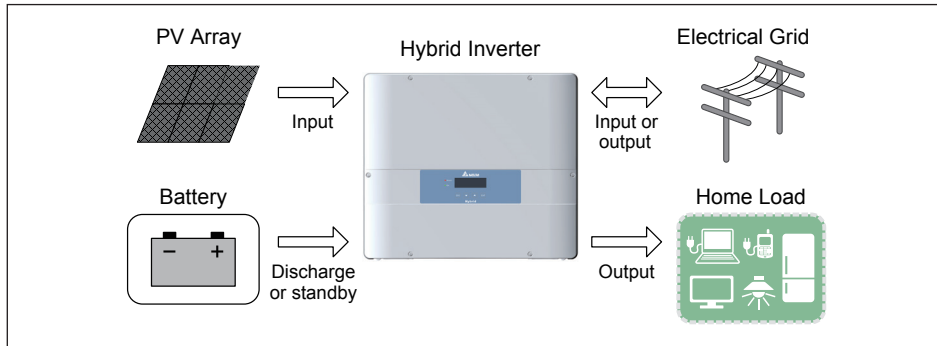 PV Array
Hybrid Inverter
Electrical Grid
Input
Input or
output
Battery
Home Load
− +
Discharge
or standby
Output